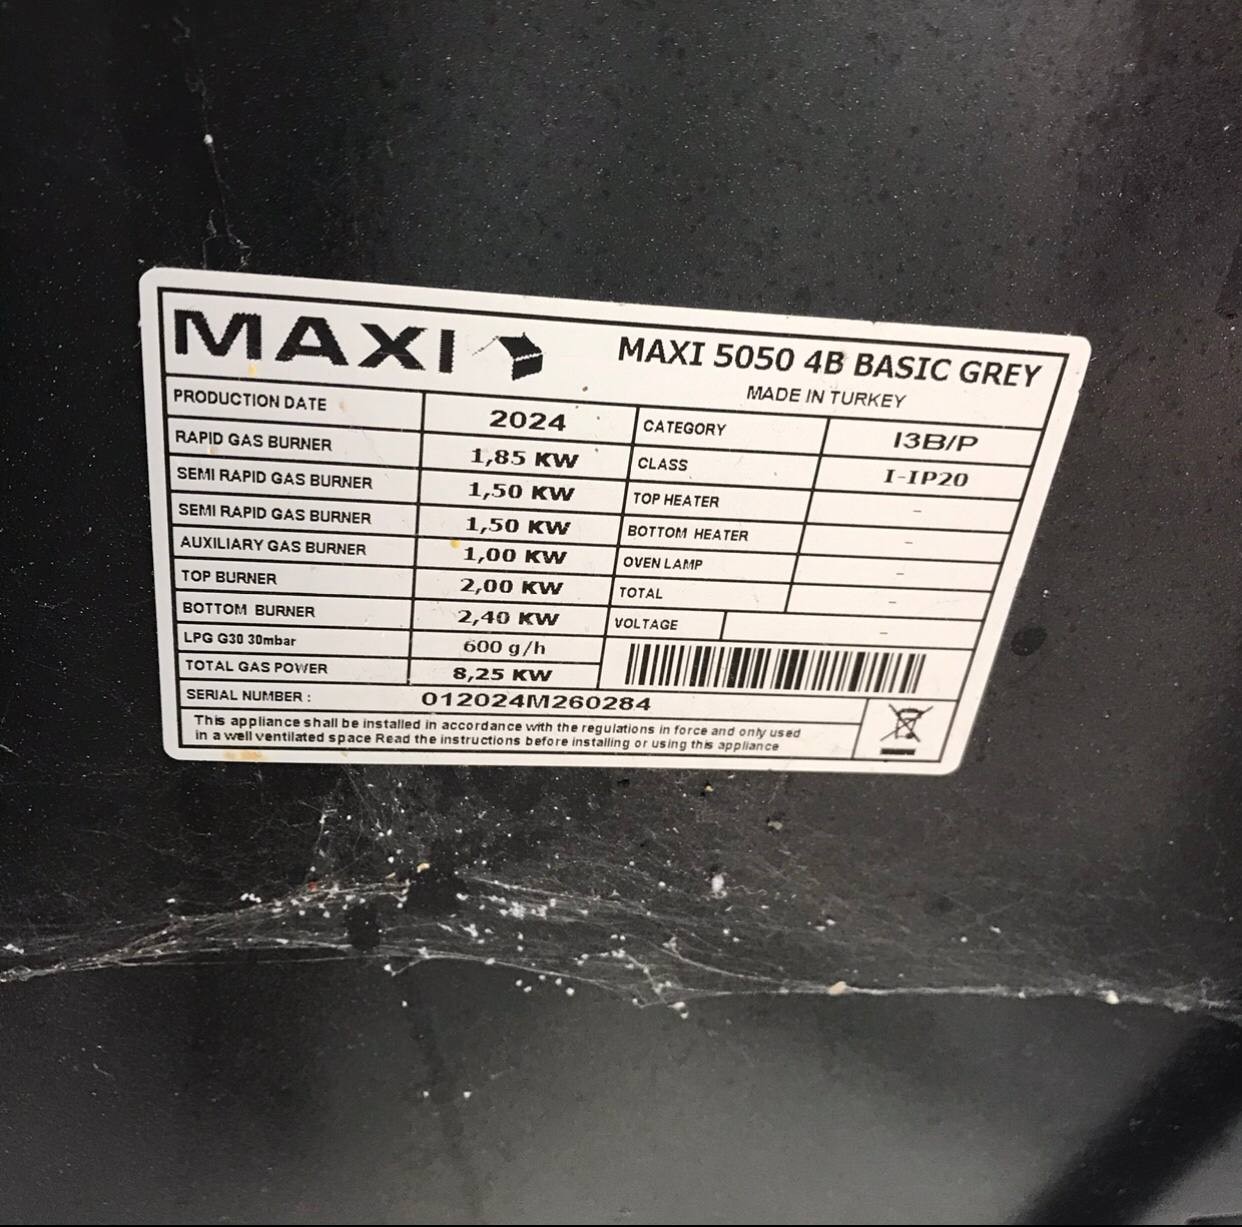 MAXI
MAXI 5050 4B BASIC GREY
MADE IN TURKEY
PRODUCTION DATE 2024
RAPID GAS BURNER 1,85 KW
SEMI RAPID GAS BURNER 1,50 KW
SEMI RAPID GAS BURNER 1,50 KW
AUXILIARY GAS BURNER 1,00 KW
TOP BURNER 2,00 KW
BOTTOM BURNER 2,40 KW
LPG G30 30mbar 600 g/h
TOTAL GAS POWER 8,25 KW
CATEGORY I3B/P
CLASS I-IP20
TOP HEATER -
BOTTOM HEATER -
OVEN LAMP -
TOTAL -
VOLTAGE -
SERIAL NUMBER : 012024M260284
This appliance shall be installed in accordance with the regulations in force and only used
in a well ventilated space Read the instructions before installing or using this appliance